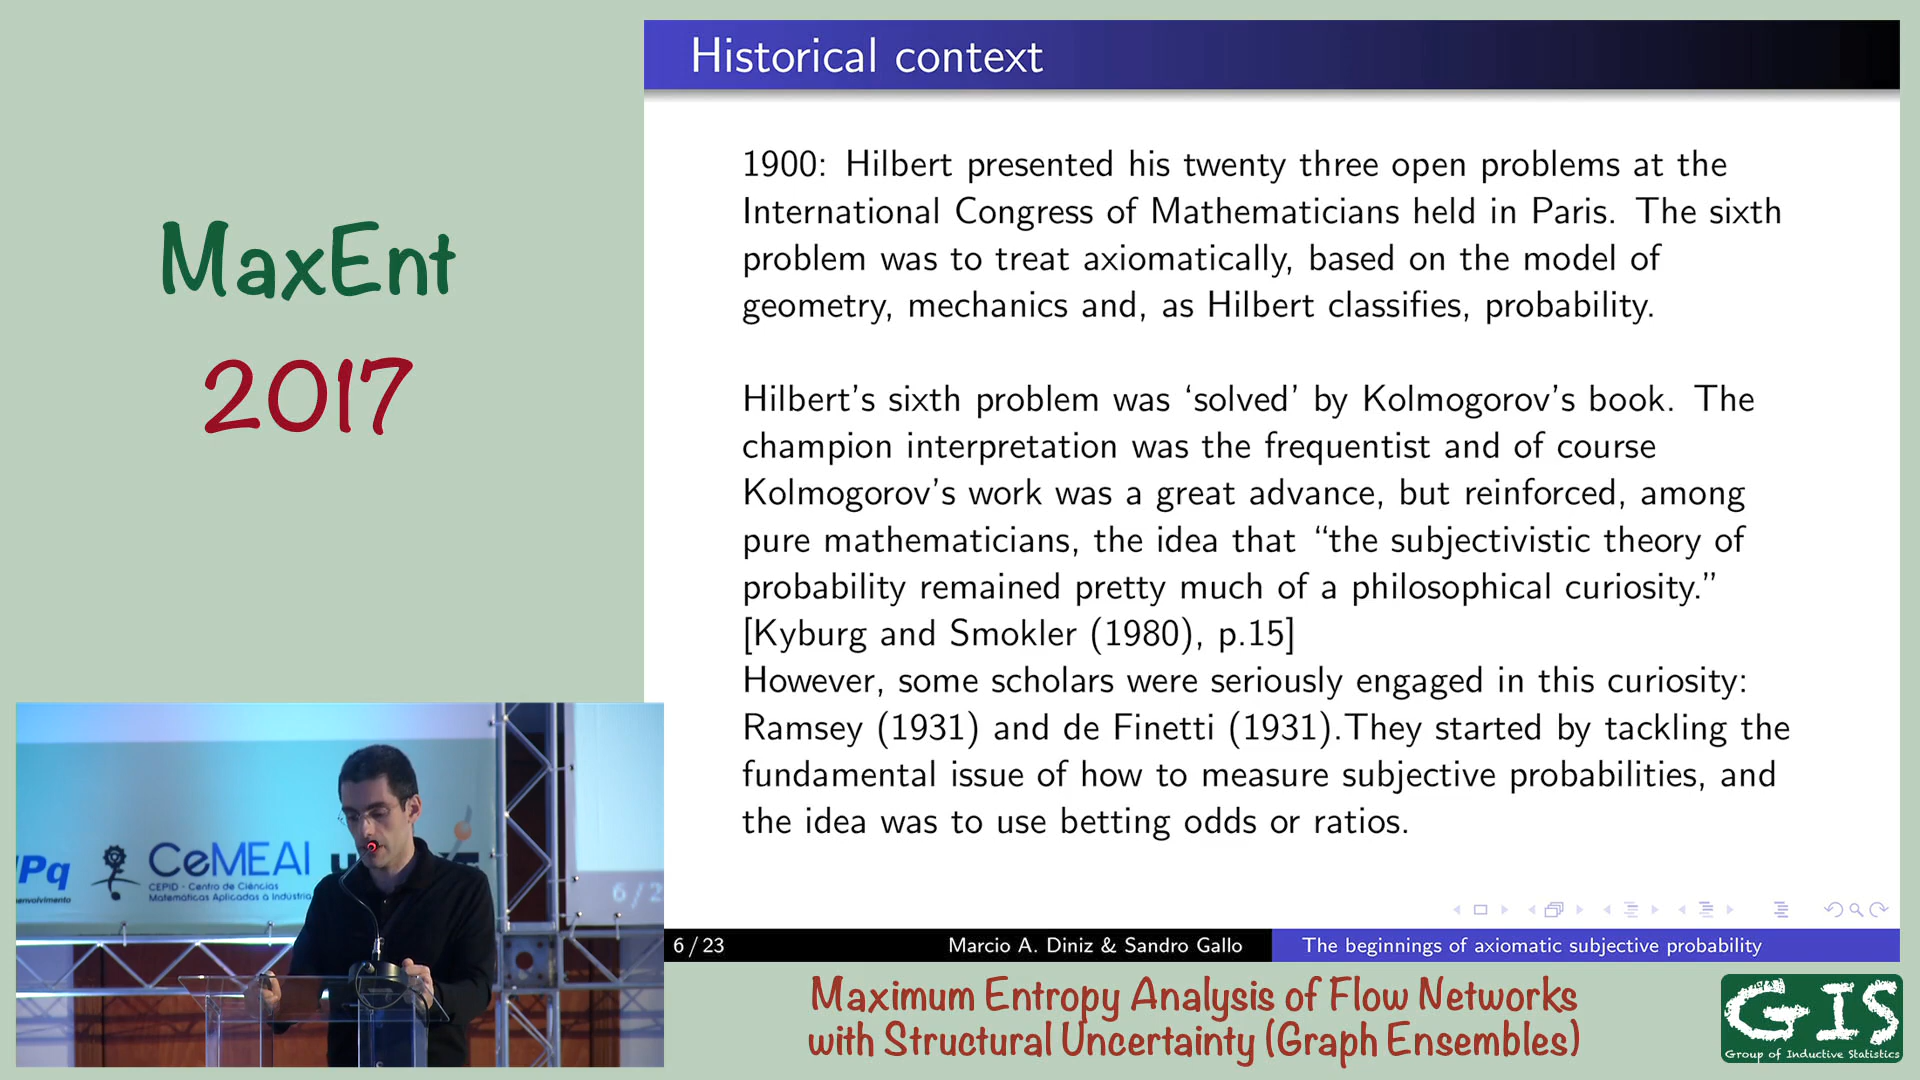 Historical context
MaxEnt
2017
1900: Hilbert presented his twenty three open problems at the
International Congress of Mathematicians held in Paris. The sixth
problem was to treat axiomatically, based on the model of
geometry, mechanics and, as Hilbert classifies, probability.
Hilbert's sixth problem was ‘solved’ by Kolmogorov's book. The
champion interpretation was the frequentist and of course
Kolmogorov's work was a great advance, but reinforced, among
pure mathematicians, the idea that “the subjectivistic theory of
probability remained pretty much of a philosophical curiosity.”
[Kyburg and Smokler (1980), p.15]
However, some scholars were seriously engaged in this curiosity:
Ramsey (1931) and de Finetti (1931).They started by tackling the
fundamental issue of how to measure subjective probabilities, and
the idea was to use betting odds or ratios.
Pq
CeMEAI
CEPID - Centro de Ciências
Matemáticas Aplicadas à Indústria
6/2
6 / 23
Marcio A. Diniz & Sandro Gallo
The beginnings of axiomatic subjective probability
Maximum Entropy Analysis of Flow Networks
with Structural Uncertainty (Graph Ensembles)
GIS
Group of Inductive Statistics